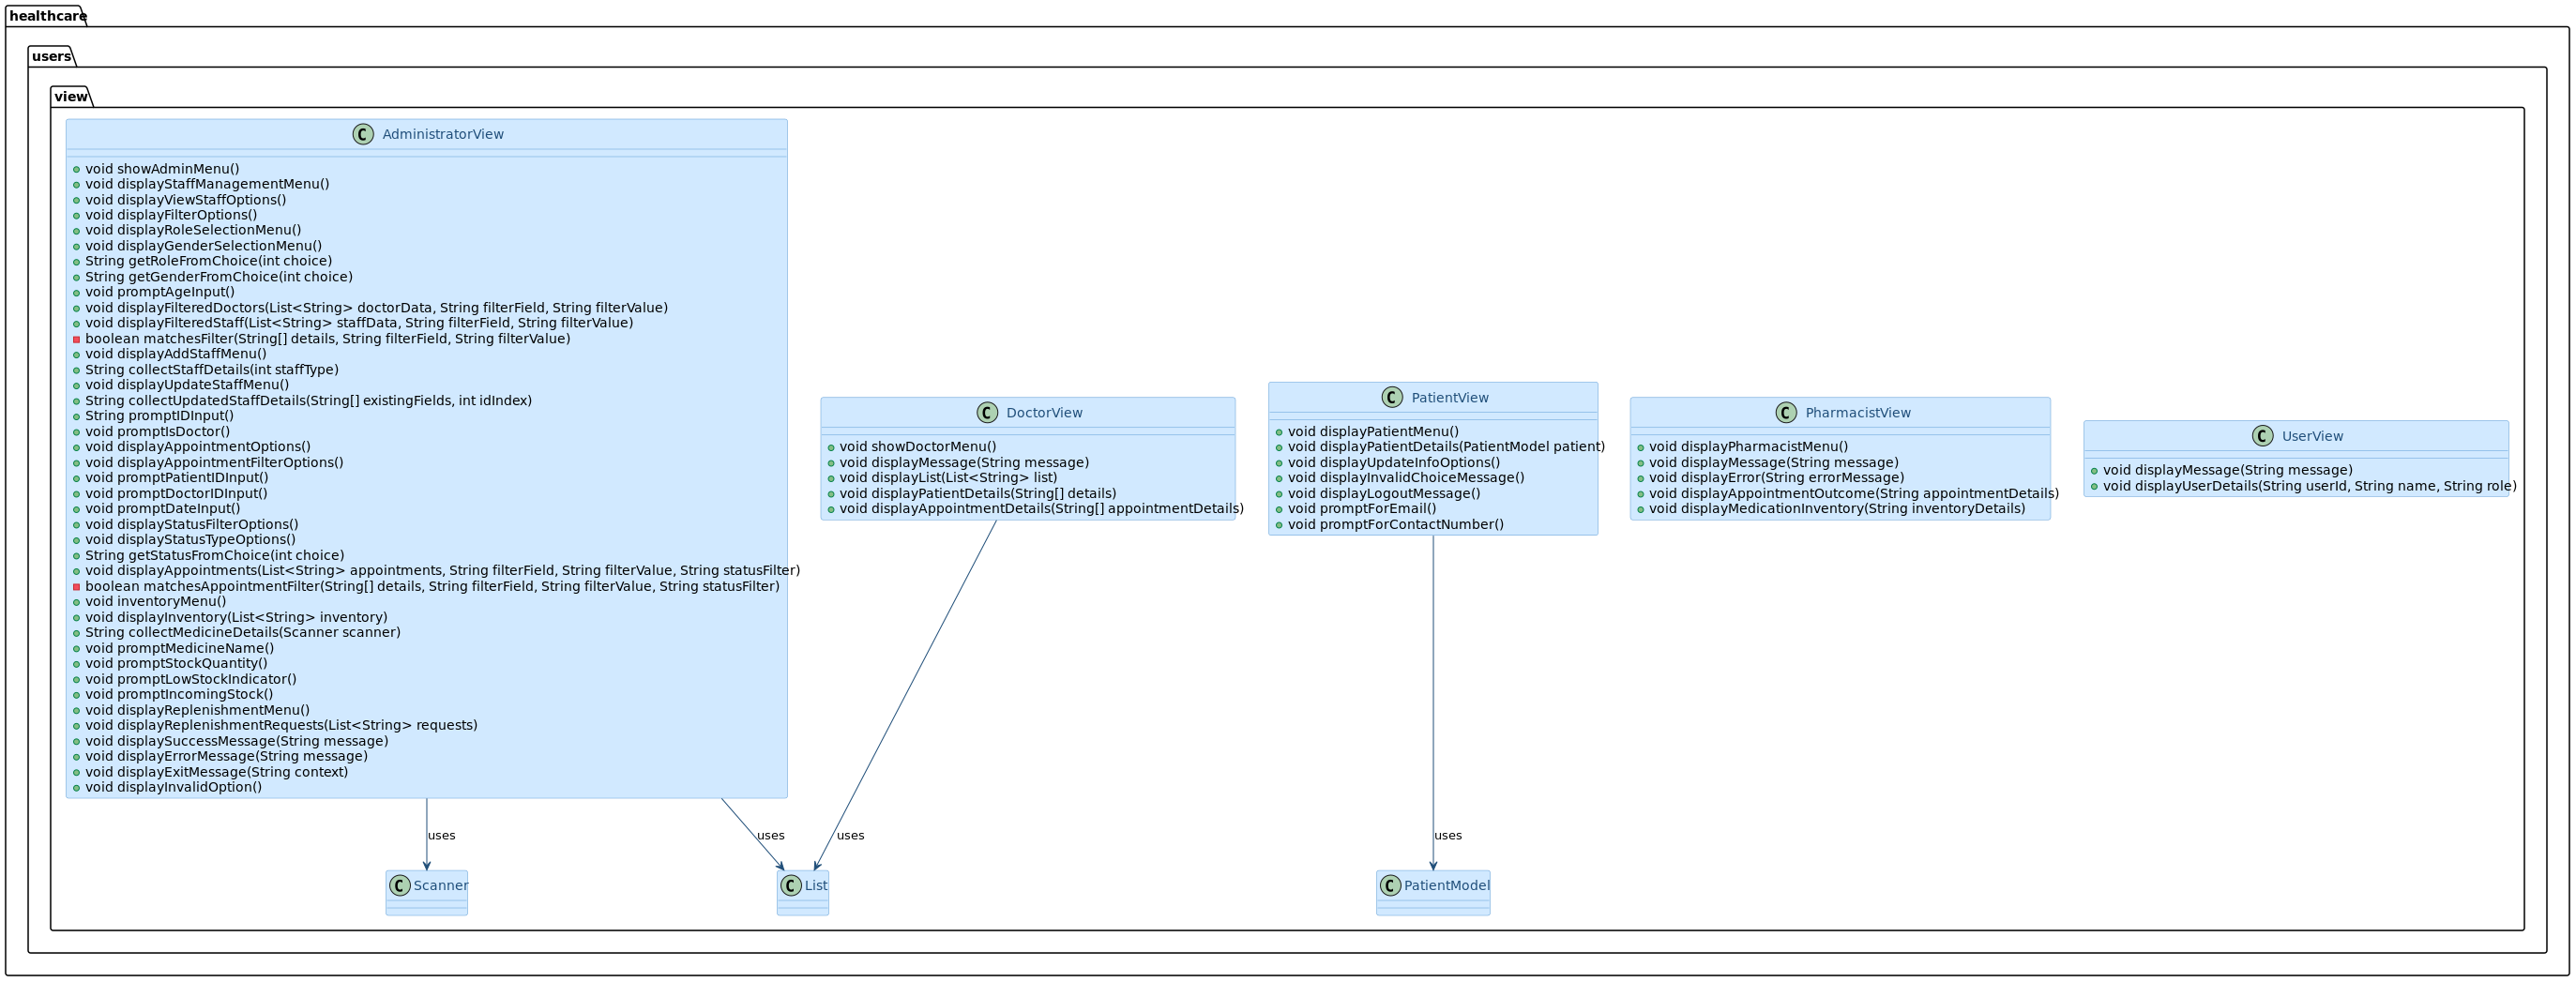 healthcare
users
view
C AdministratorView
void showAdminMenu()
void displayStaffManagementMenu()
void displayViewStaffOptions()
void displayFilterOptions()
void displayRoleSelectionMenu()
void displayGenderSelectionMenu()
String getRoleFromChoice(int choice)
String getGenderFromChoice(int choice)
void promptAgeInput()
void displayFilteredDoctors(List<String> doctorData, String filterField, String filterValue)
void displayFilteredStaff(List<String> staffData, String filterField, String filterValue)
boolean matchesFilter(String[] details, String filterField, String filterValue)
void displayAddStaffMenu()
String collectStaffDetails(int staffType)
void displayUpdateStaffMenu()
String collectUpdatedStaffDetails(String[] existingFields, int idIndex)
String promptIDInput()
void promptIsDoctor()
void displayAppointmentOptions()
void displayAppointmentFilterOptions()
void promptPatientIDInput()
void promptDoctorIDInput()
void promptDateInput()
void displayStatusFilterOptions()
void displayStatusTypeOptions()
String getStatusFromChoice(int choice)
void displayAppointments(List<String> appointments, String filterField, String filterValue, String statusFilter)
boolean matchesAppointmentFilter(String[] details, String filterField, String filterValue, String statusFilter)
void inventoryMenu()
void displayInventory(List<String> inventory)
String collectMedicineDetails(Scanner scanner)
void promptMedicineName()
void promptStockQuantity()
void promptLowStockIndicator()
void promptIncomingStock()
void displayReplenishmentMenu()
void displayReplenishmentRequests(List<String> requests)
void displaySuccessMessage(String message)
void displayErrorMessage(String message)
void displayExitMessage(String context)
void displayInvalidOption()
C DoctorView
void showDoctorMenu()
void displayMessage(String message)
void displayList(List<String> list)
void displayPatientDetails(String[] details)
void displayAppointmentDetails(String[] appointmentDetails)
C PatientView
void displayPatientMenu()
void displayPatientDetails(PatientModel patient)
void displayUpdateInfoOptions()
void displayInvalidChoiceMessage()
void displayLogoutMessage()
void promptForEmail()
void promptForContactNumber()
C PharmacistView
void displayPharmacistMenu()
void displayMessage(String message)
void displayError(String errorMessage)
void displayAppointmentOutcome(String appointmentDetails)
void displayMedicationInventory(String inventoryDetails)
C UserView
void displayMessage(String message)
void displayUserDetails(String userId, String name, String role)
uses
uses
uses
uses
C Scanner
C List
C PatientModel